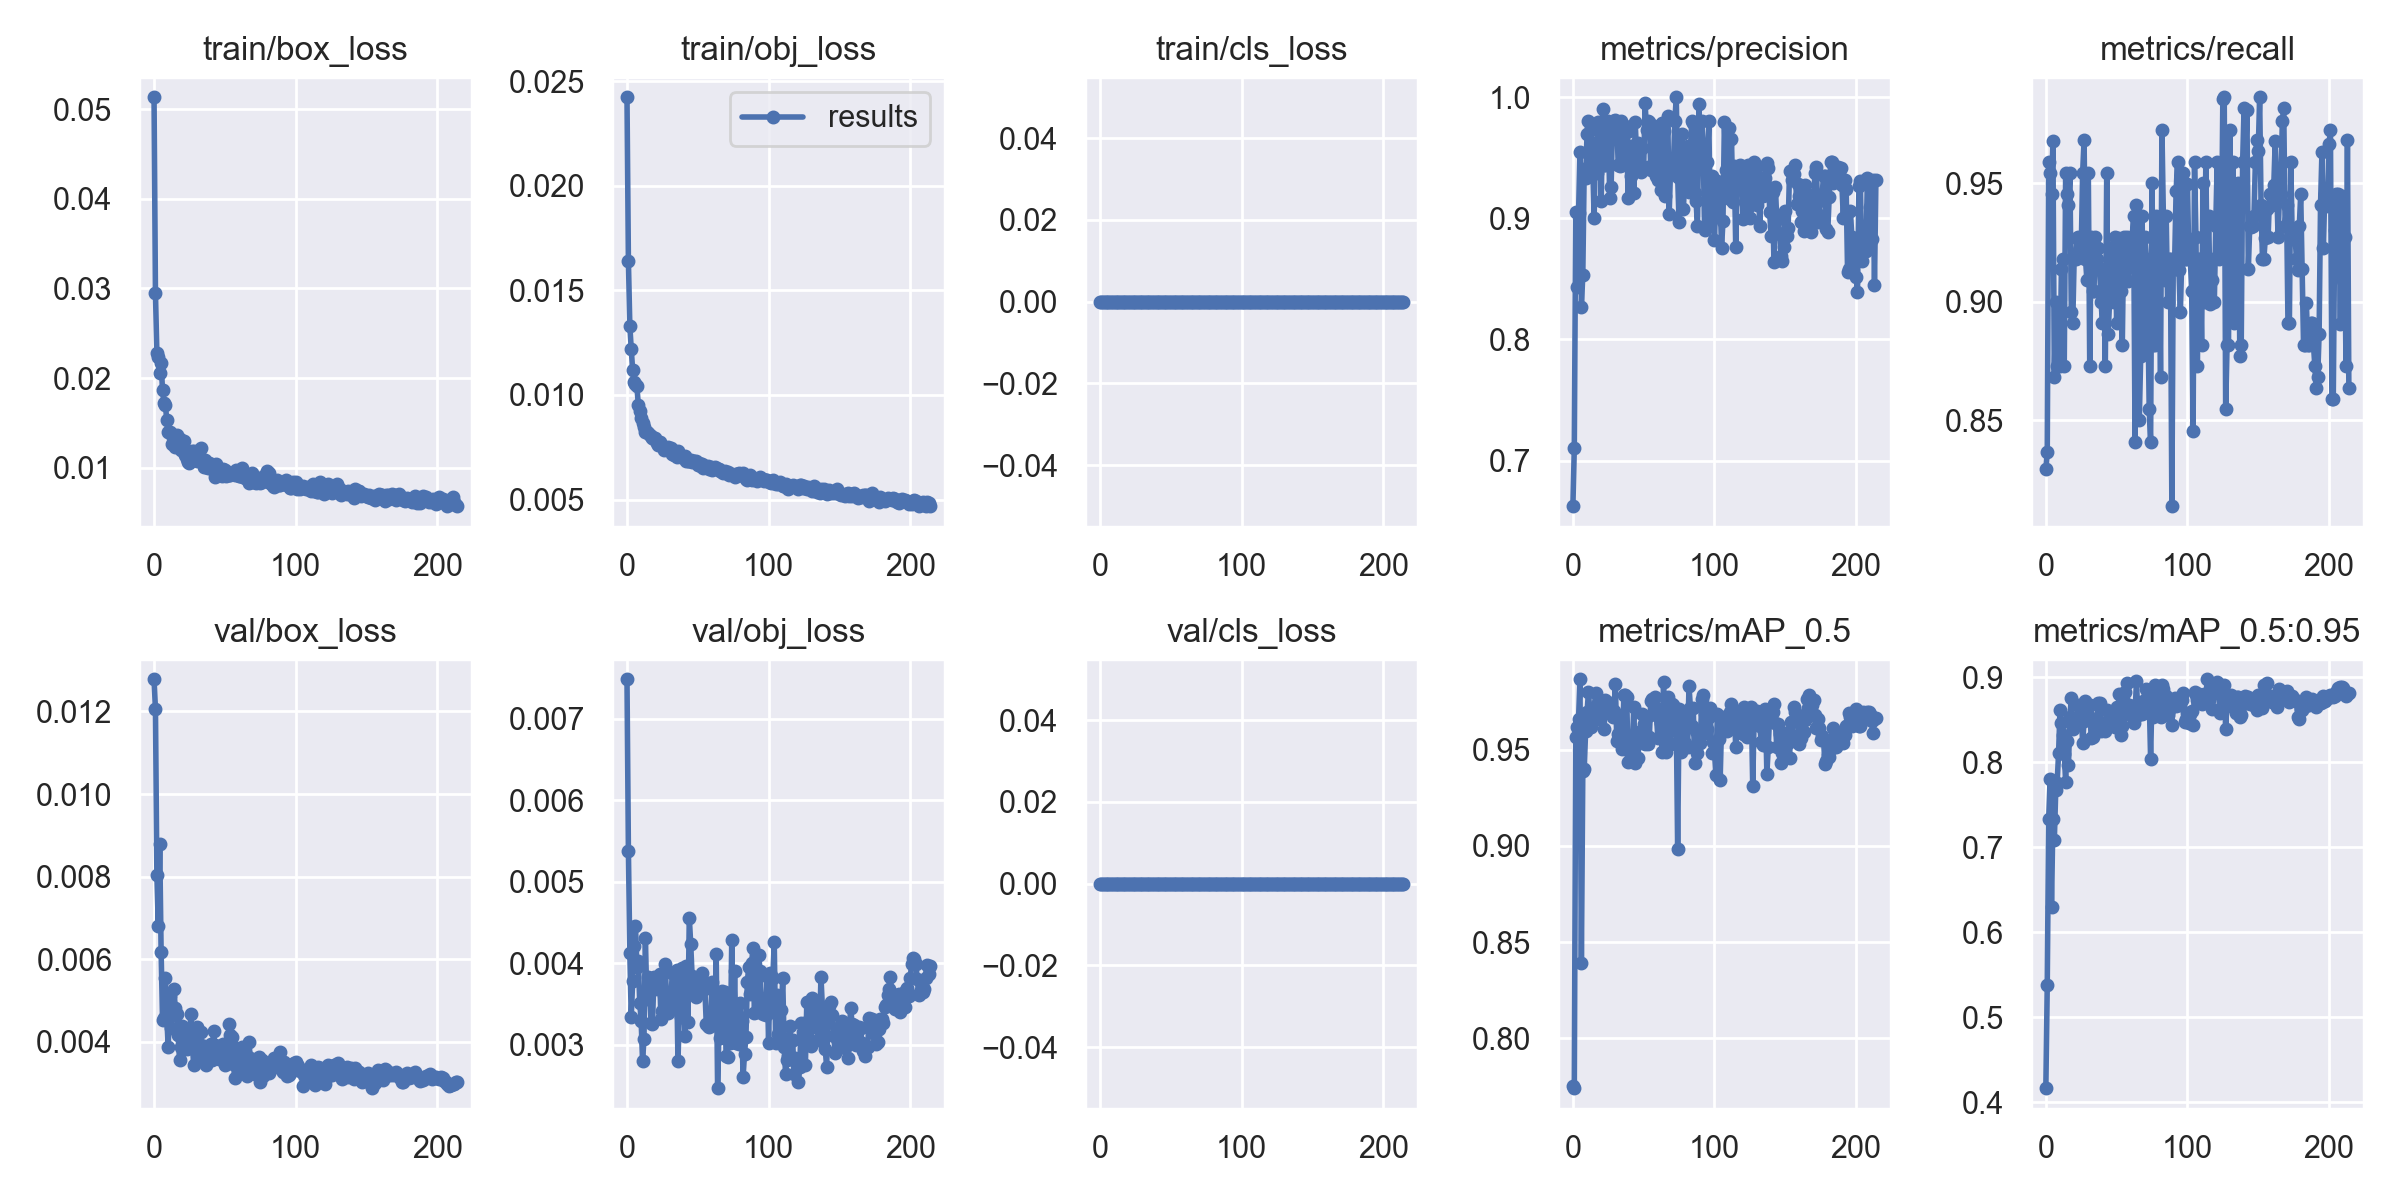 train/box_loss
0.05
0.04
0.03
0.02
0.01
0 100 200
train/obj_loss
results
0.025
0.020
0.015
0.010
0.005
0 100 200
train/cls_loss
0.04
0.02
0.00
−0.02
−0.04
0 100 200
metrics/precision
1.0
0.9
0.8
0.7
0 100 200
metrics/recall
0.95
0.90
0.85
0 100 200
val/box_loss
0.012
0.010
0.008
0.006
0.004
0 100 200
val/obj_loss
0.007
0.006
0.005
0.004
0.003
0 100 200
val/cls_loss
0.04
0.02
0.00
−0.02
−0.04
0 100 200
metrics/mAP_0.5
0.95
0.90
0.85
0.80
0 100 200
metrics/mAP_0.5:0.95
0.9
0.8
0.7
0.6
0.5
0.4
0 100 200